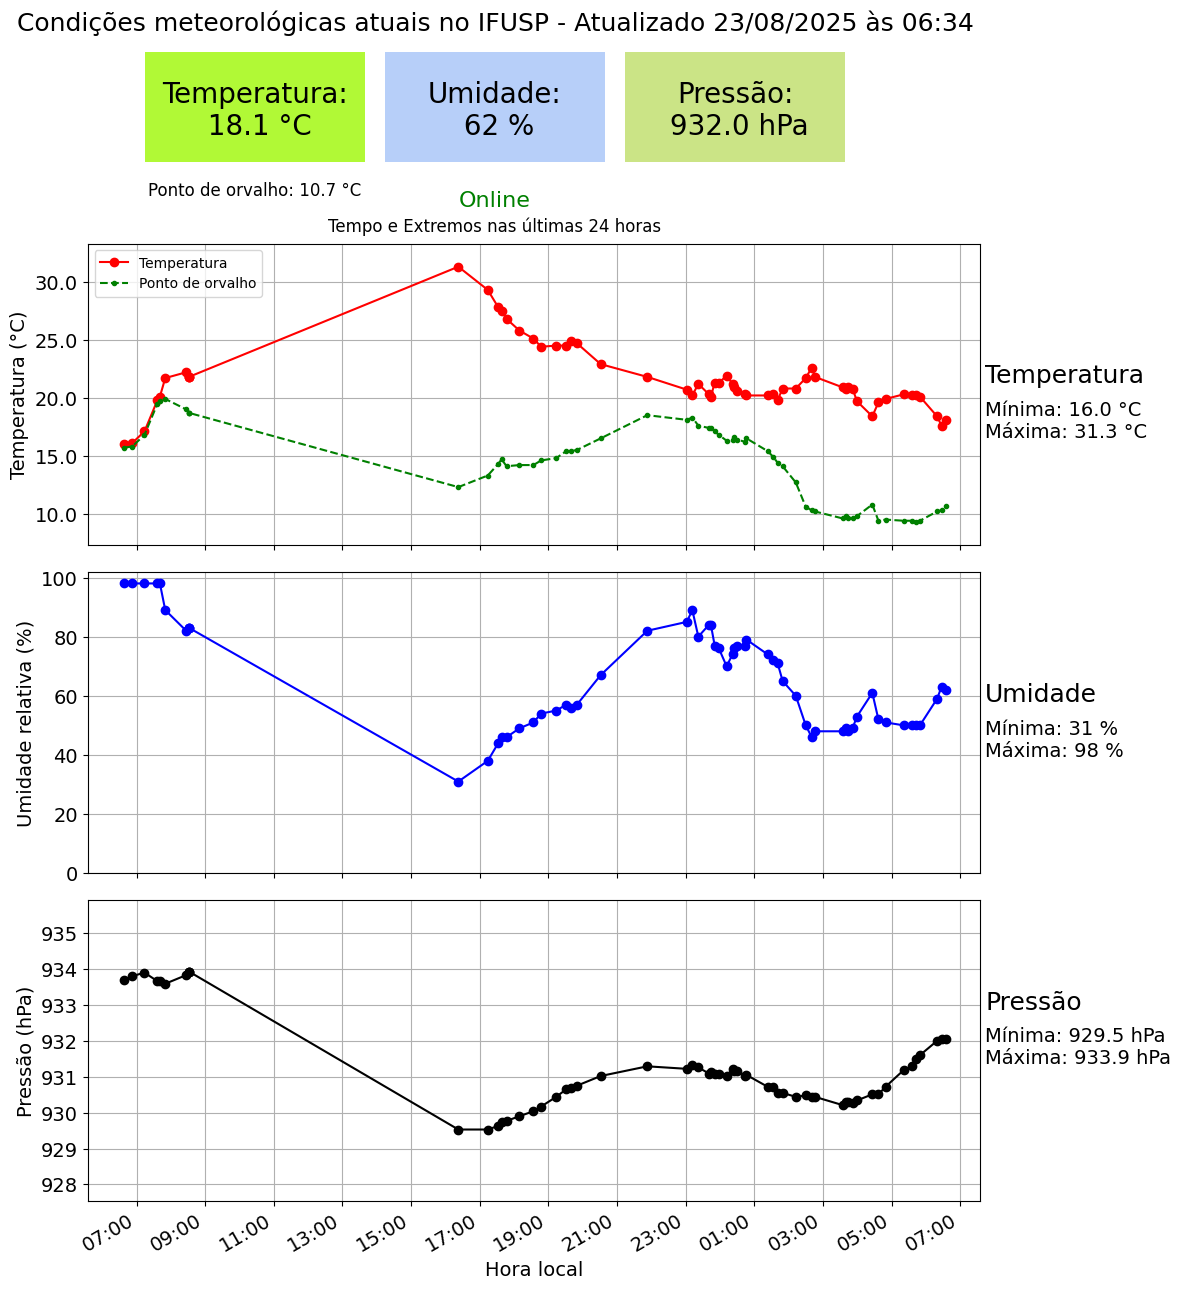 Condições meteorológicas atuais no IFUSP - Atualizado 23/08/2025 às 06:34
Temperatura:
18.1 °C
Umidade:
62 %
Pressão:
932.0 hPa
Ponto de orvalho: 10.7 °C
Online
Tempo e Extremos nas últimas 24 horas
Temperatura
Ponto de orvalho
Temperatura (°C)
30.0
25.0
20.0
15.0
10.0
Temperatura
Mínima: 16.0 °C
Máxima: 31.3 °C
Umidade relativa (%)
100
80
60
40
20
0
Umidade
Mínima: 31 %
Máxima: 98 %
Pressão (hPa)
935
934
933
932
931
930
929
928
Pressão
Mínima: 929.5 hPa
Máxima: 933.9 hPa
07:00 09:00 11:00 13:00 15:00 17:00 19:00 21:00 23:00 01:00 03:00 05:00 07:00
Hora local